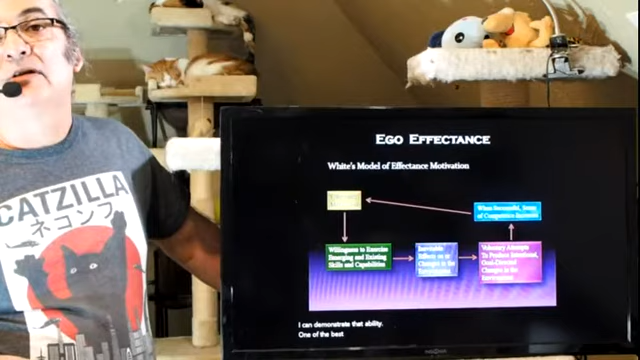 CATZILLA
ネコンフ
EGO EFFECTANCE
White's Model of Effectance Motivation
When Successful, Sense
of Competence Increases
Willingness to Exercise
Emerging and Existing
Skills and Capabilities
Inevitable
Effects on or
Changes in the
Environment
Voluntary Attempts
To Produce Intentional,
Goal-Directed
Changes in the
Environment
I can demonstrate that ability.
One of the best